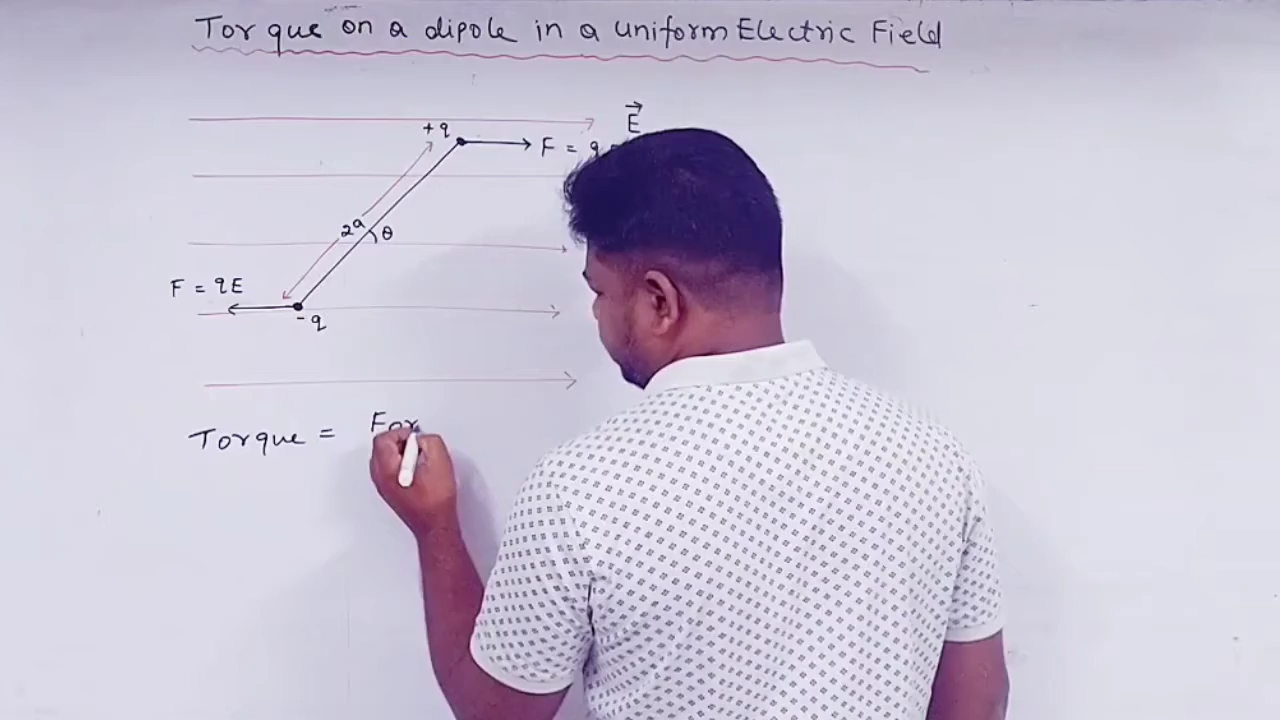 Torque on a dipole in a uniform Electric Field
E
+q
F = q
2a
θ
F = qE
-q
Torque = For